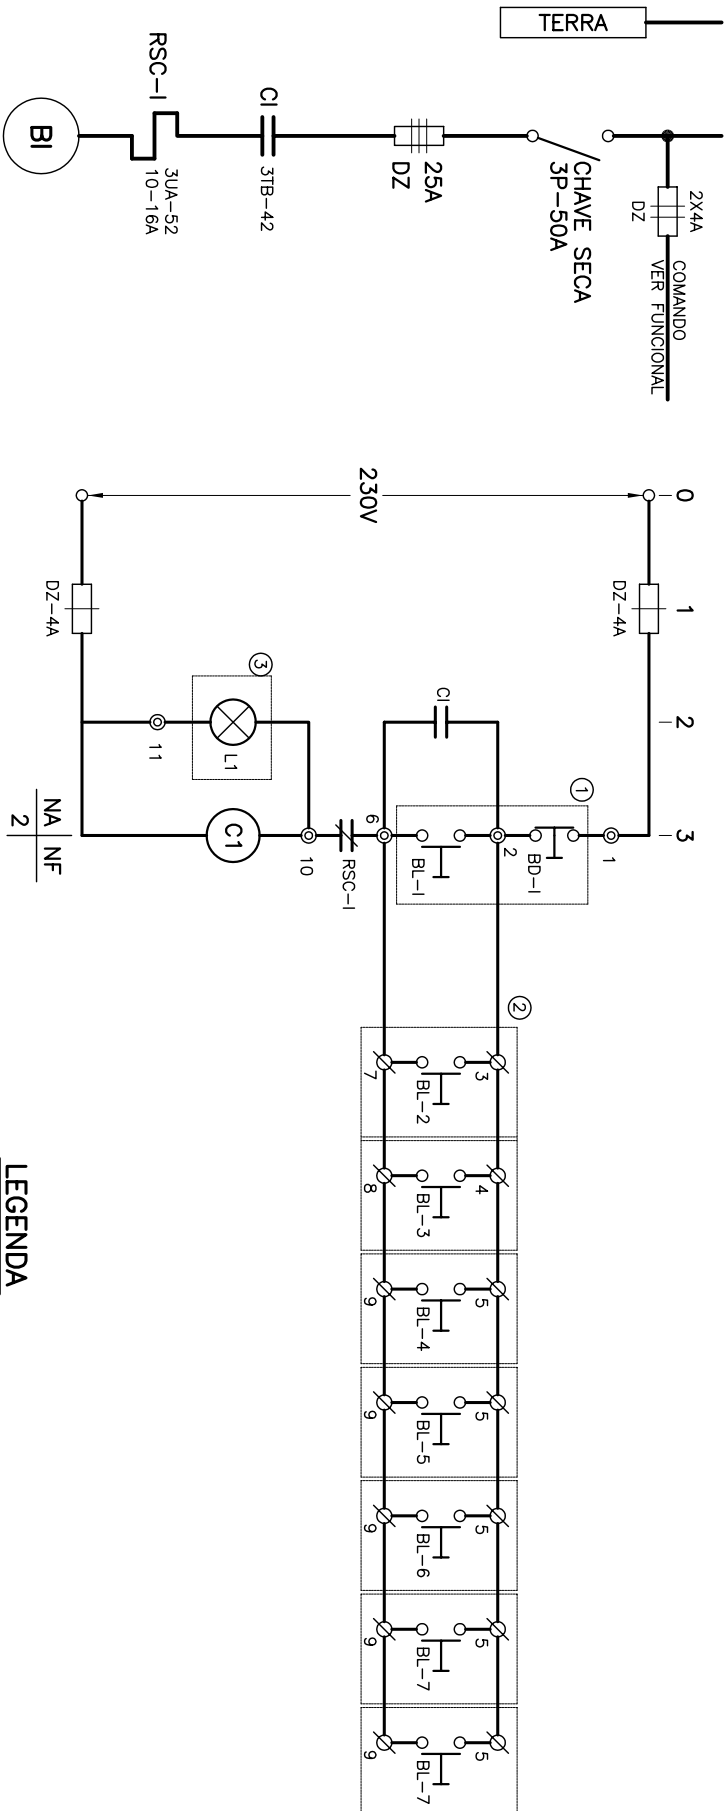 TERRA
2X4A
DZ
COMANDO
VER FUNCIONAL
CHAVE SECA
3P-50A
25A
DZ
CI
3TB-42
RSC-I
3UA-52
10-16A
BI
0
1
2
3
230V
DZ-4A
DZ-4A
1
1
BD-I
2
BL-I
CI
6
RSC-I
10
3
L1
11
C1
NA
NF
2
2
3
BL-2
7
4
BL-3
8
5
BL-4
9
5
BL-5
9
5
BL-6
9
5
BL-7
9
5
BL-7
9
LEGENDA